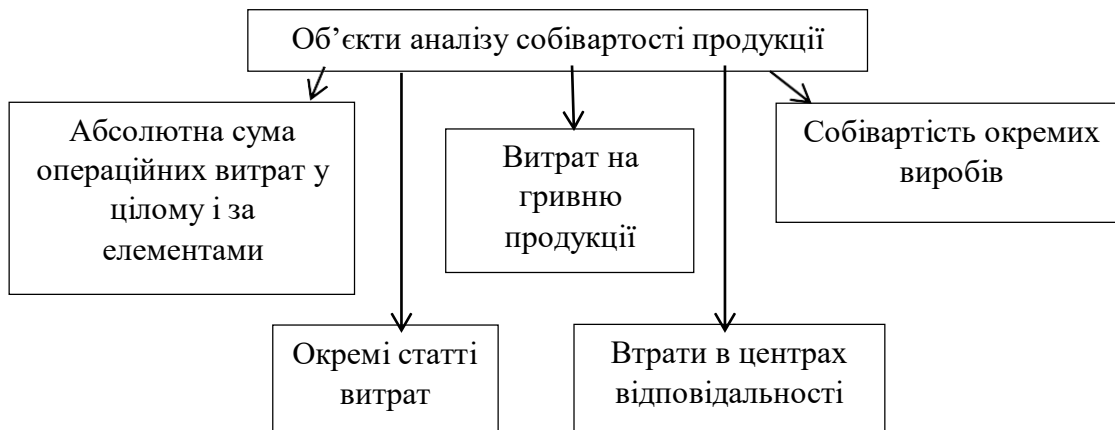 Об’єкти аналізу собівартості продукції
Абсолютна сума
операційних витрат у
цілому і за
елементами
Витрат на
гривню
продукції
Собівартість окремих
виробів
Окремі статті
витрат
Втрати в центрах
відповідальності